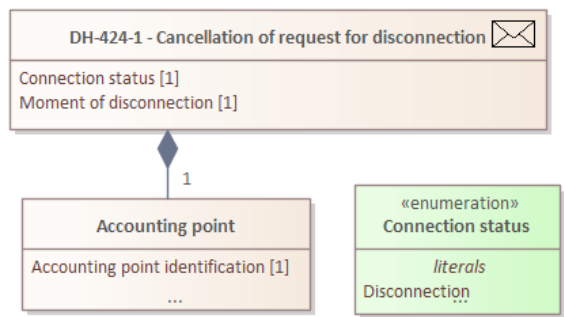 DH-424-1 - Cancellation of request for disconnection
Connection status [1]
Moment of disconnection [1]
1
Accounting point
Accounting point identification [1]
...
«enumeration»
Connection status
literals
Disconnection
...